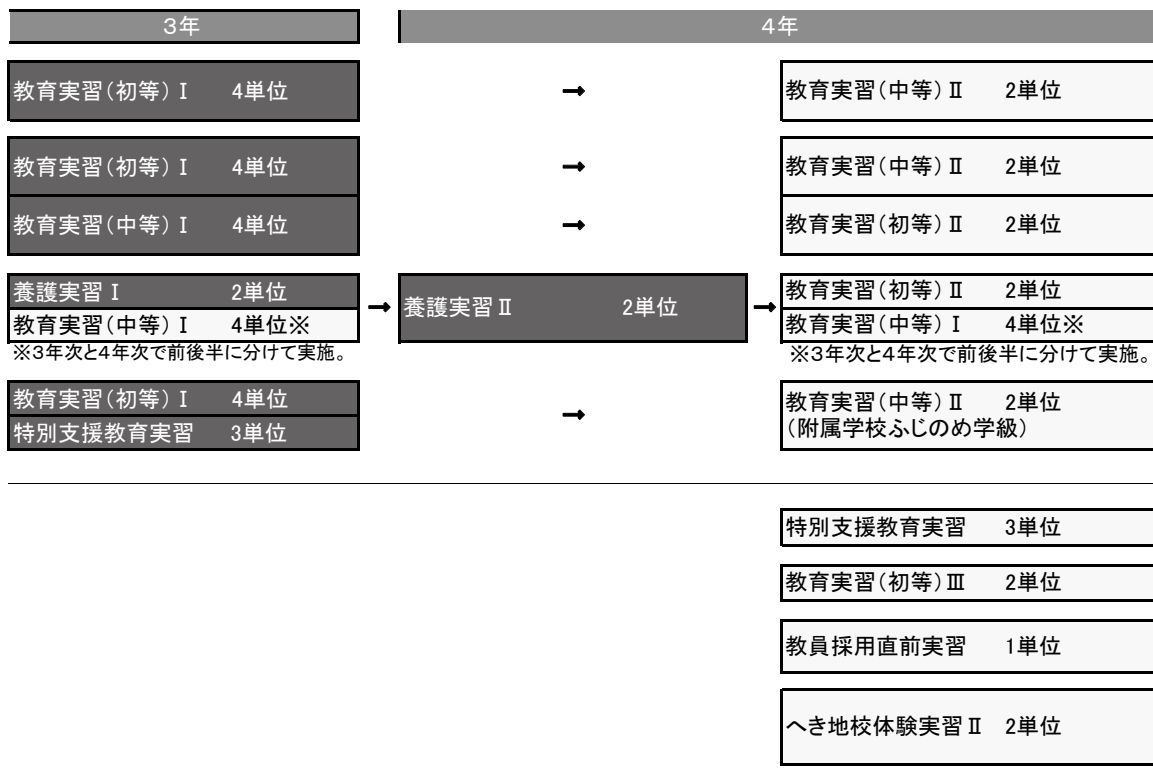 3年
4年
教育実習(初等)Ⅰ 4単位
→
教育実習(中等)Ⅱ 2単位
教育実習(初等)Ⅰ 4単位
→
教育実習(中等)Ⅱ 2単位
教育実習(中等)Ⅰ 4単位
→
教育実習(初等)Ⅱ 2単位
養護実習Ⅰ 2単位
教育実習(中等)Ⅰ 4単位※
※3年次と4年次で前後半に分けて実施。
→
養護実習Ⅱ 2単位
→
教育実習(初等)Ⅱ 2単位
教育実習(中等)Ⅰ 4単位※
※3年次と4年次で前後半に分けて実施。
教育実習(初等)Ⅰ 4単位
特別支援教育実習 3単位
→
教育実習(中等)Ⅱ 2単位
(附属学校ふじのめ学級)
特別支援教育実習 3単位
教育実習(初等)Ⅲ 2単位
教員採用直前実習 1単位
へき地校体験実習Ⅱ 2単位